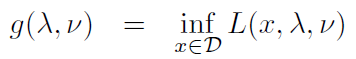 g(λ, ν) = inf_{x∈𝒟} L(x, λ, ν)